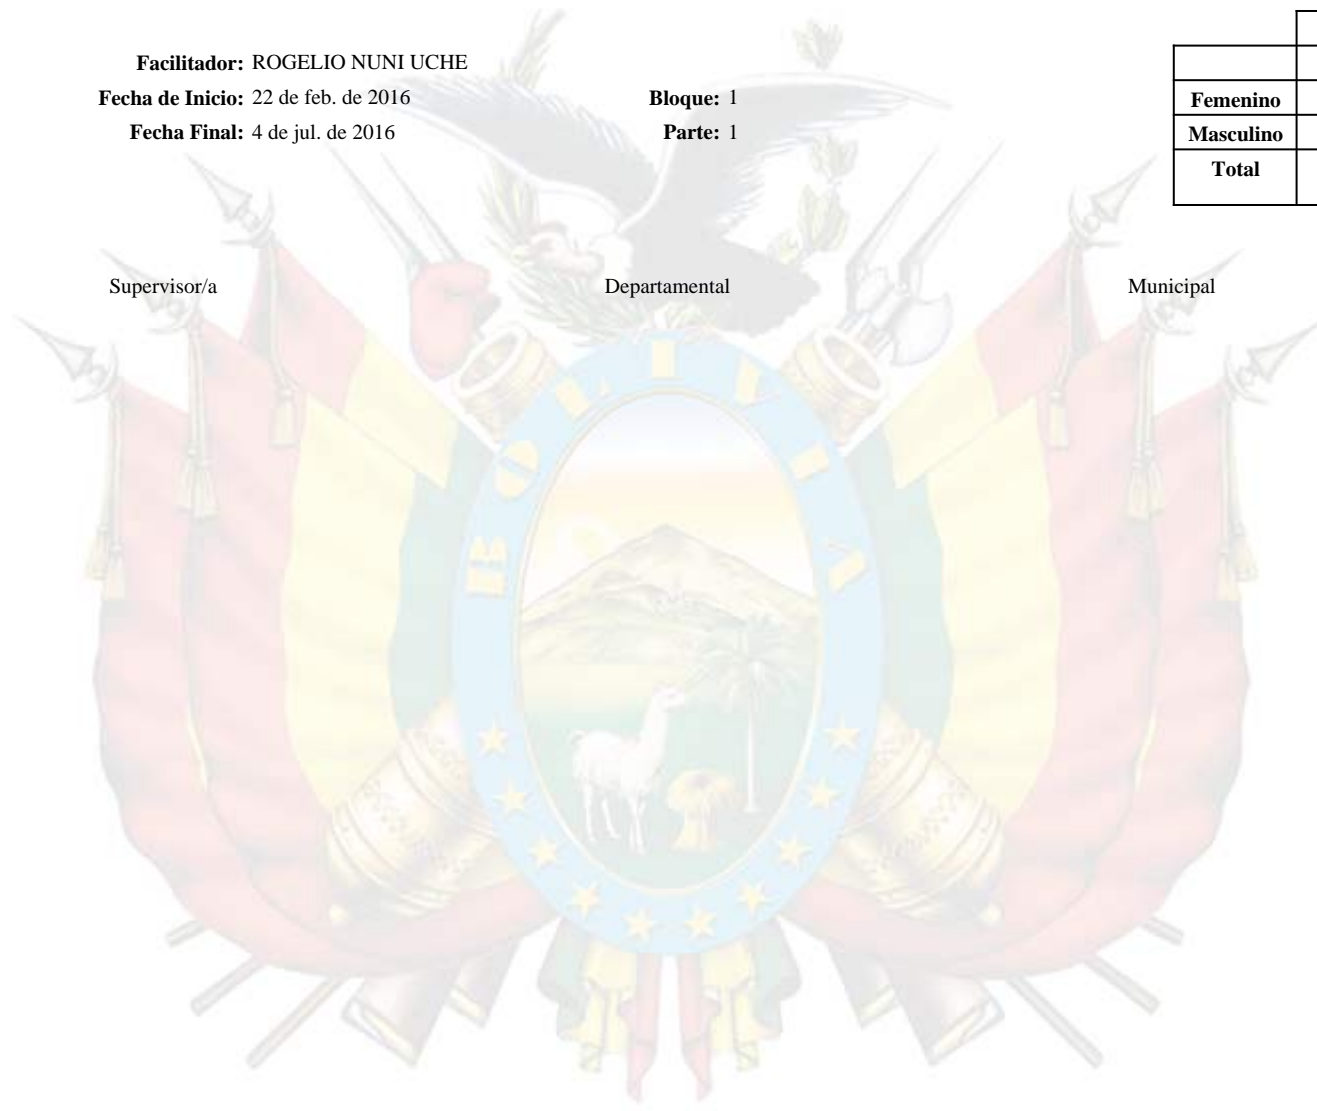 Facilitador: ROGELIO NUNI UCHE
Fecha de Inicio: 22 de feb. de 2016 Bloque: 1
Fecha Final: 4 de jul. de 2016 Parte: 1
Femenino
Masculino
Total
Supervisor/a Departamental Municipal
BOLIVIA